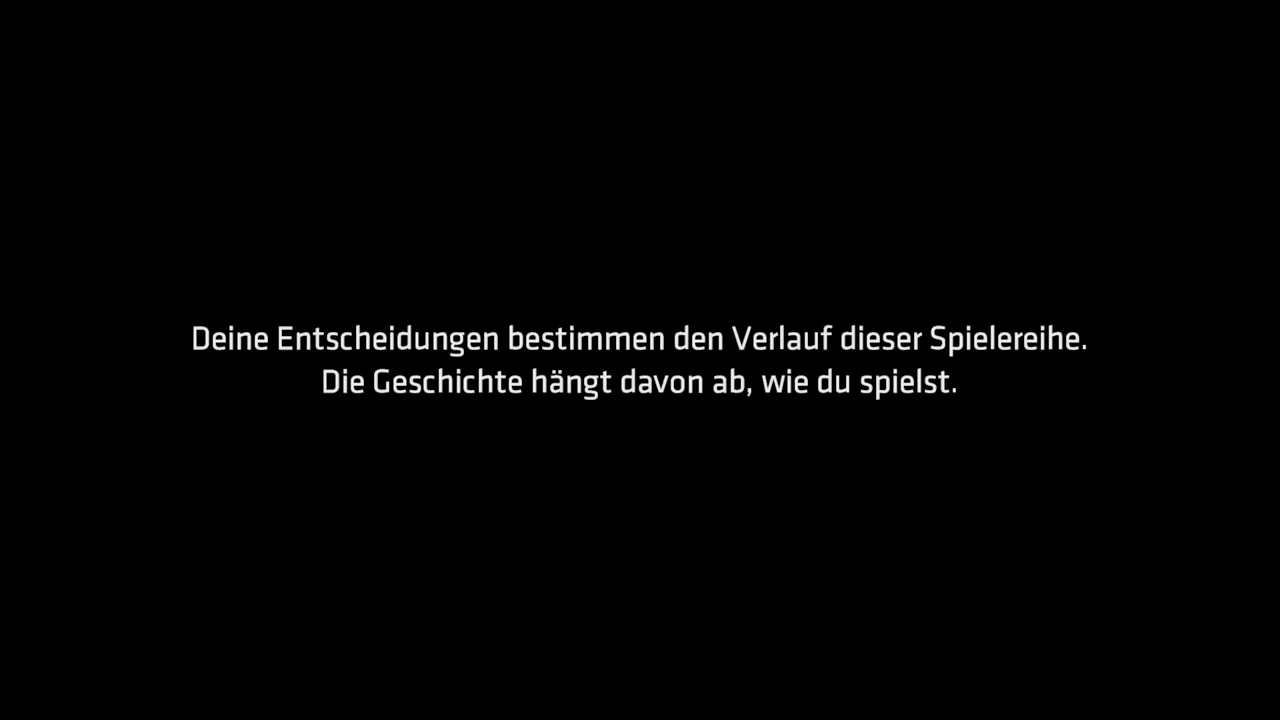 Deine Entscheidungen bestimmen den Verlauf dieser Spielereihe.
Die Geschichte hängt davon ab, wie du spielst.